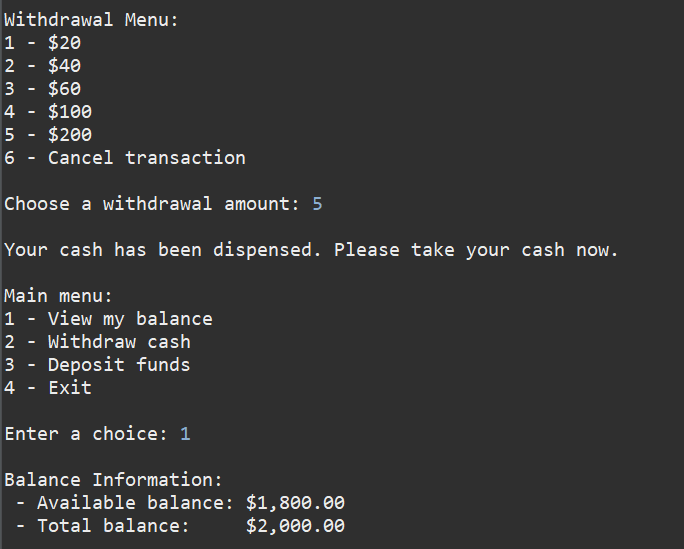 Withdrawal Menu:
1 - $20
2 - $40
3 - $60
4 - $100
5 - $200
6 - Cancel transaction
Choose a withdrawal amount: 5
Your cash has been dispensed. Please take your cash now.
Main menu:
1 - View my balance
2 - Withdraw cash
3 - Deposit funds
4 - Exit
Enter a choice: 1
Balance Information:
 - Available balance: $1,800.00
 - Total balance:     $2,000.00